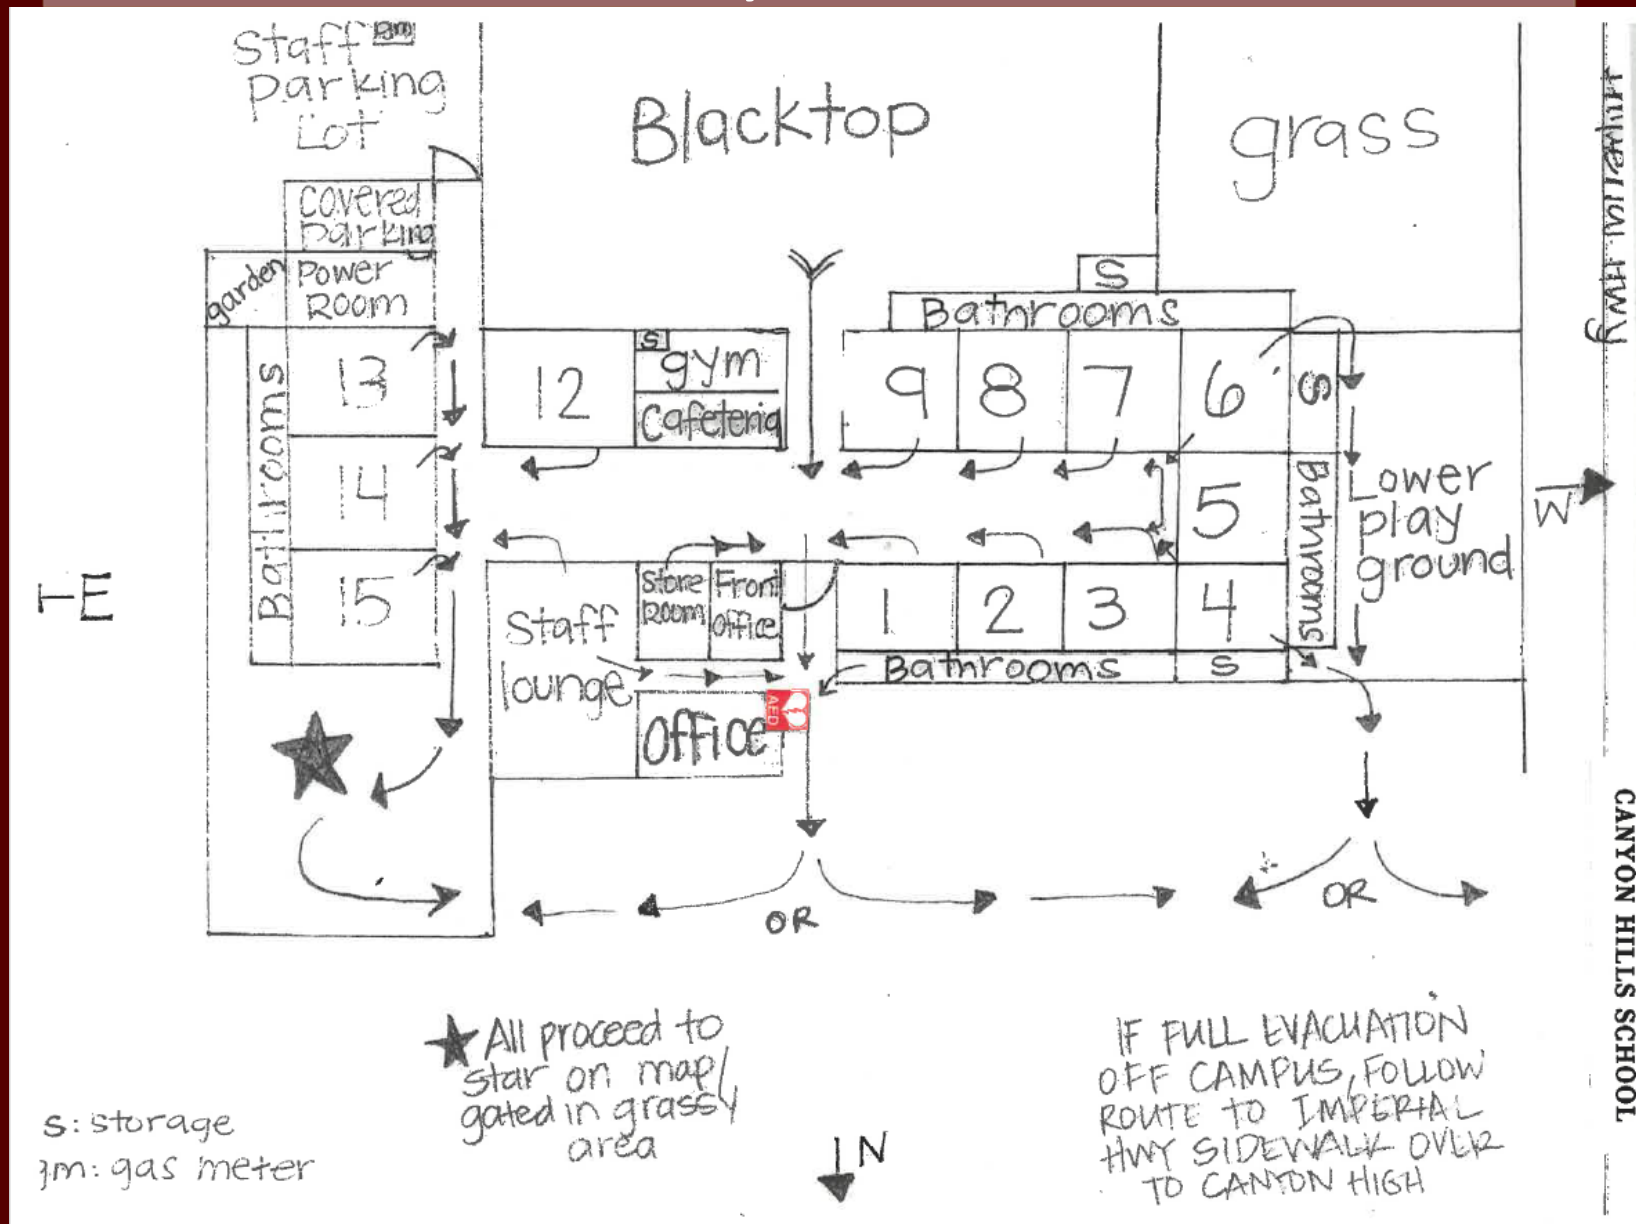 Staff gm
Parking
Lot
Blacktop
grass
IMPERIAL HWY
covered
parking
garden
Power
Room
S
Bathrooms
13
12
S
gym
Cafeteria
9
8
7
6
S
Bathrooms
14
5
Bathrooms
Lower
play
ground
W
E
15
Staff
lounge
Store
Room
Front
Office
1
2
3
4
Bathrooms
S
Office
AED
OR
OR
CANYON HILLS SCHOOL
All proceed to
star on map/
gated in grassy
area
IF FULL EVACUATION
OFF CAMPUS, FOLLOW
ROUTE TO IMPERIAL
HWY SIDEWALK OVER
TO CANYON HIGH
S: storage
gm: gas meter
N